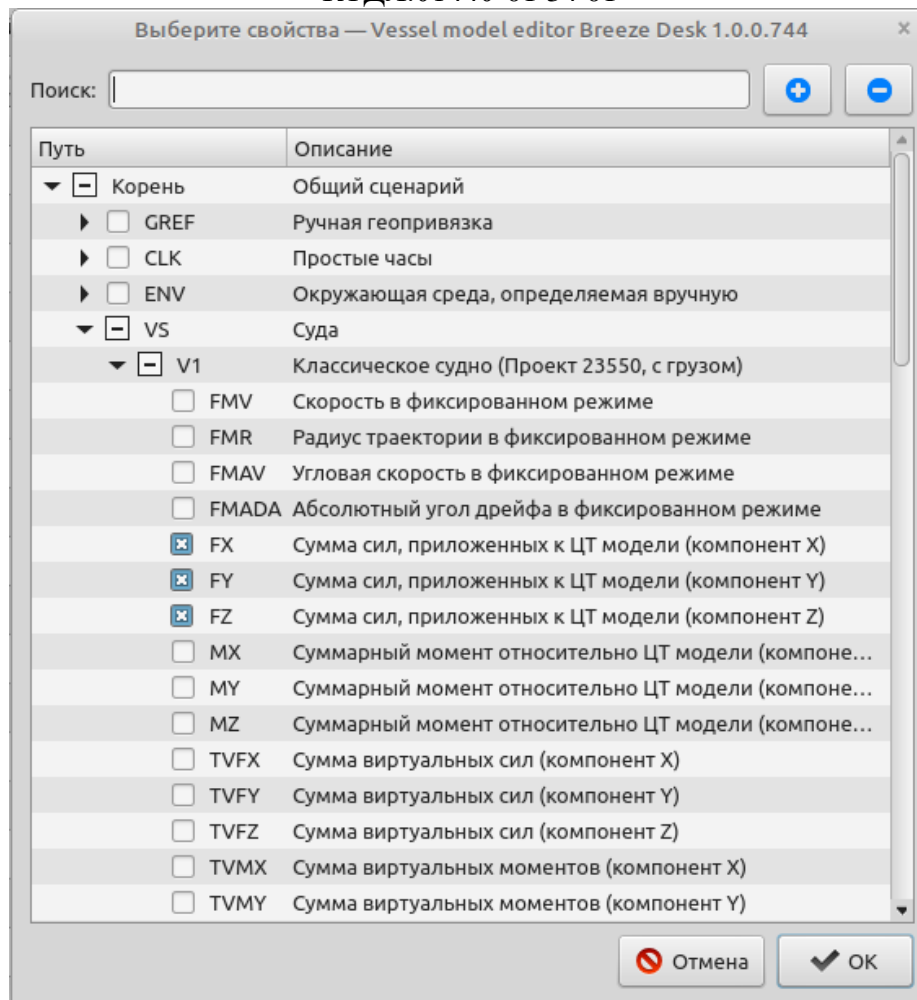 Выберите свойства — Vessel model editor Breeze Desk 1.0.0.744
Поиск:
Путь Описание
Корень Общий сценарий
GREF Ручная геопривязка
CLK Простые часы
ENV Окружающая среда, определяемая вручную
VS Суда
V1 Классическое судно (Проект 23550, с грузом)
FMV Скорость в фиксированном режиме
FMR Радиус траектории в фиксированном режиме
FMAV Угловая скорость в фиксированном режиме
FMADA Абсолютный угол дрейфа в фиксированном режиме
FX Сумма сил, приложенных к ЦТ модели (компонент X)
FY Сумма сил, приложенных к ЦТ модели (компонент Y)
FZ Сумма сил, приложенных к ЦТ модели (компонент Z)
MX Суммарный момент относительно ЦТ модели (компоне...
MY Суммарный момент относительно ЦТ модели (компоне...
MZ Суммарный момент относительно ЦТ модели (компоне...
TVFX Сумма виртуальных сил (компонент X)
TVFY Сумма виртуальных сил (компонент Y)
TVFZ Сумма виртуальных сил (компонент Z)
TVMX Сумма виртуальных моментов (компонент X)
TVMY Сумма виртуальных моментов (компонент Y)
Отмена ОК